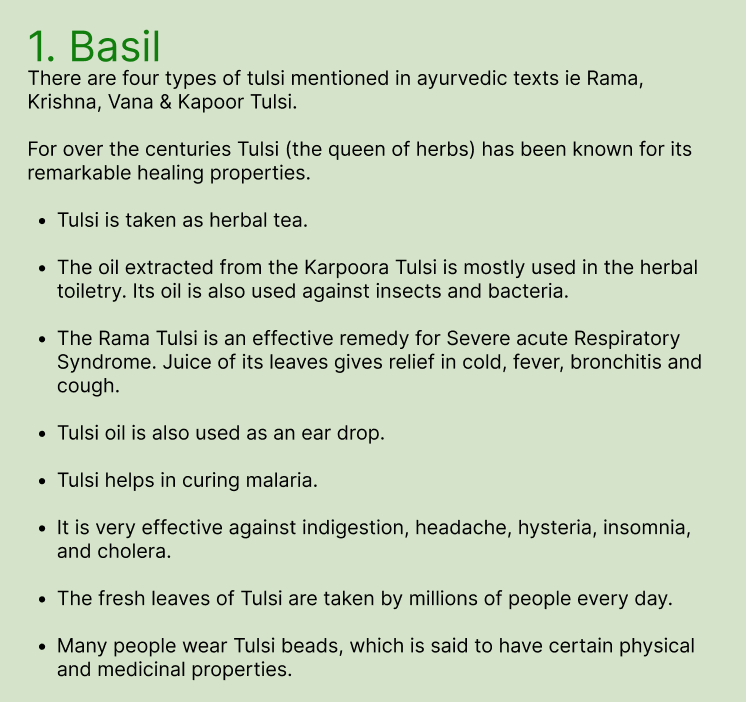 1. Basil
There are four types of tulsi mentioned in ayurvedic texts ie Rama,
Krishna, Vana & Kapoor Tulsi.
For over the centuries Tulsi (the queen of herbs) has been known for its
remarkable healing properties.
• Tulsi is taken as herbal tea.
• The oil extracted from the Karpoora Tulsi is mostly used in the herbal
toiletry. Its oil is also used against insects and bacteria.
• The Rama Tulsi is an effective remedy for Severe acute Respiratory
Syndrome. Juice of its leaves gives relief in cold, fever, bronchitis and
cough.
• Tulsi oil is also used as an ear drop.
• Tulsi helps in curing malaria.
• It is very effective against indigestion, headache, hysteria, insomnia,
and cholera.
• The fresh leaves of Tulsi are taken by millions of people every day.
• Many people wear Tulsi beads, which is said to have certain physical
and medicinal properties.